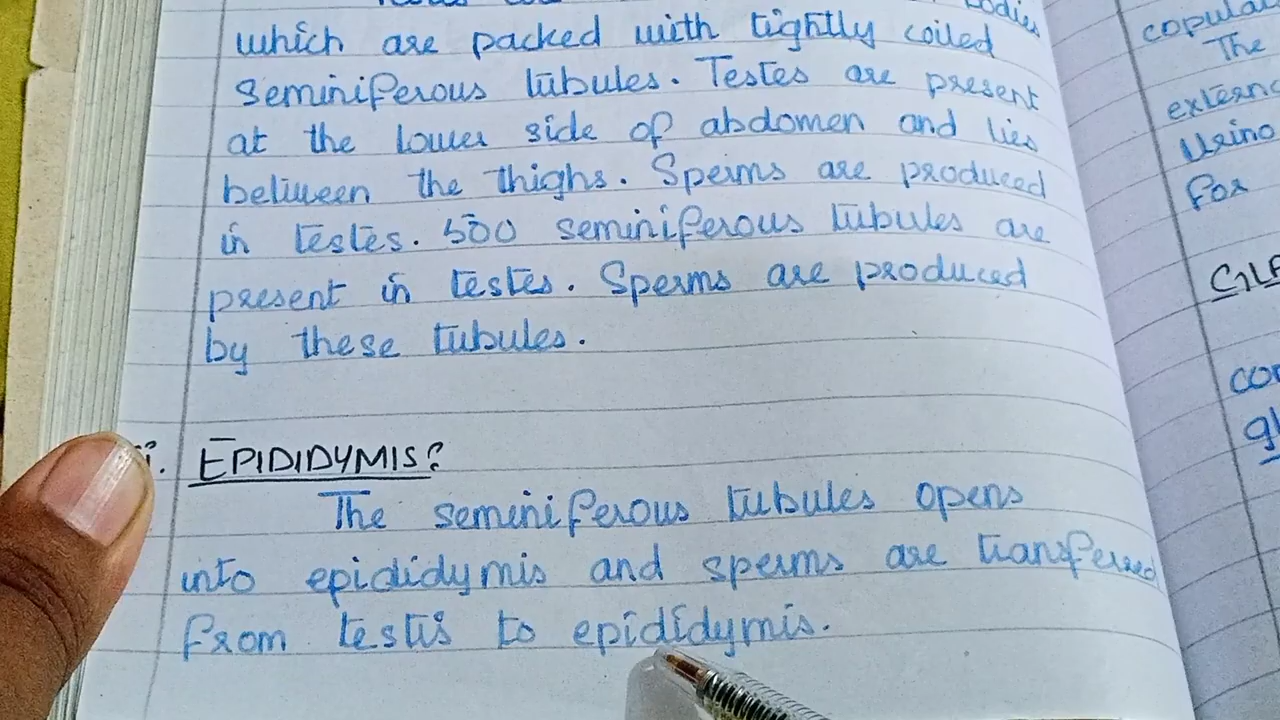 bodies
which are packed with tightly coiled
seminiferous tubules. Testes are present
at the lower side of abdomen and lies
between the thighs. Sperms are produced
in testes. 500 seminiferous tubules are
present in testes. Sperms are produced
by these tubules.
EPIDIDYMIS:
The seminiferous tubules opens
into epididymis and sperms are transferred
from testis to epididymis.
The
for